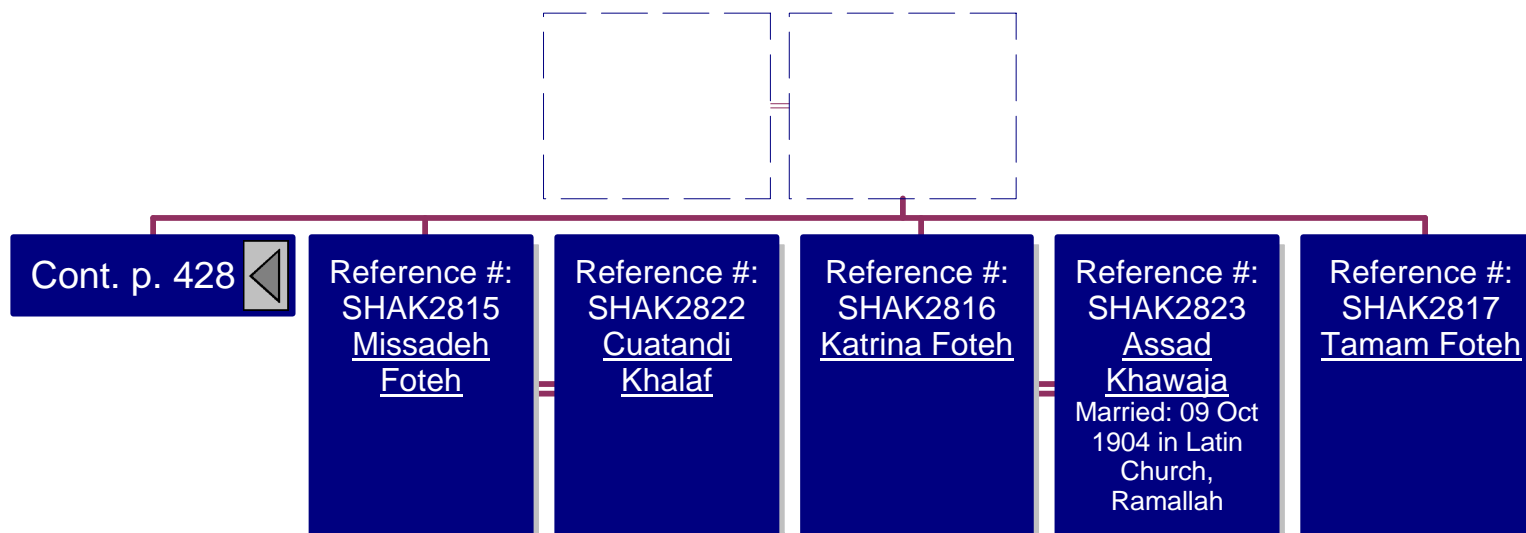 Cont. p. 428
Reference #:
SHAK2815
Missadeh
Foteh
Reference #:
SHAK2822
Cuatandi
Khalaf
Reference #:
SHAK2816
Katrina Foteh
Reference #:
SHAK2823
Assad
Khawaja
Married: 09 Oct
1904 in Latin
Church,
Ramallah
Reference #:
SHAK2817
Tamam Foteh